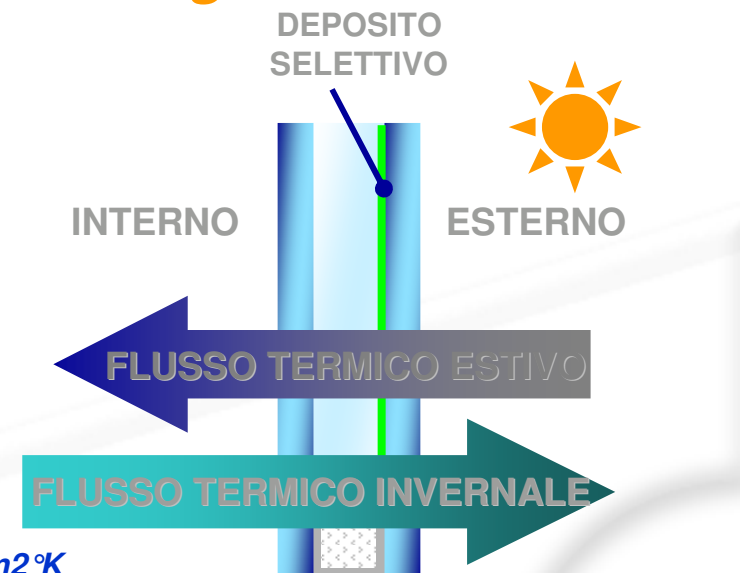 DEPOSITO
SELETTIVO
INTERNO
ESTERNO
FLUSSO TERMICO ESTIVO
FLUSSO TERMICO INVERNALE
m2°K